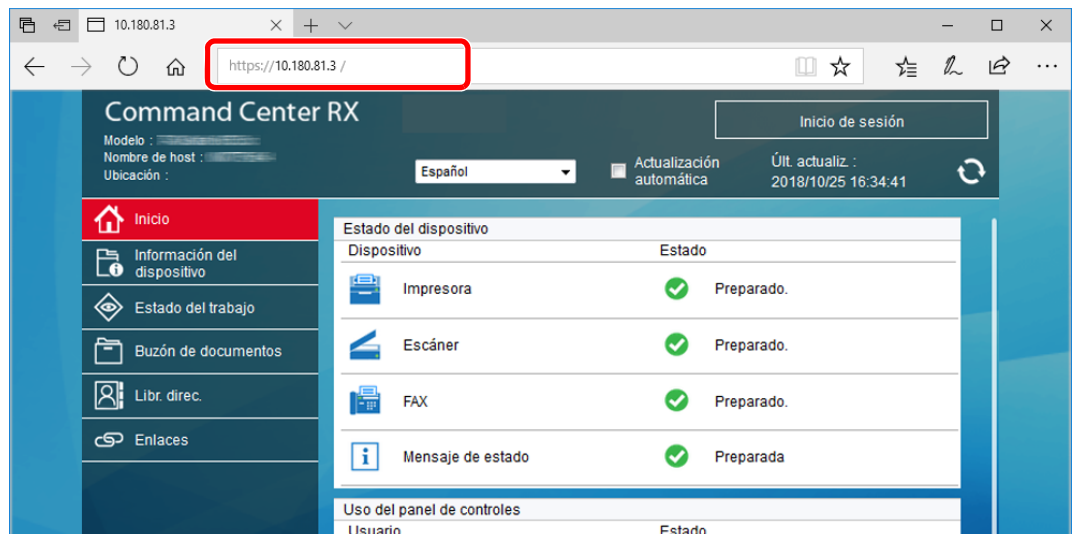 10.180.81.3
https://10.180.81.3 /
Command Center RX
Inicio de sesión
Modelo :
Nombre de host :
Ubicación :
Español
Actualización
automática
Últ. actualiz. :
2018/10/25 16:34:41
Inicio
Información del
dispositivo
Estado del trabajo
Buzón de documentos
Libr. direc.
Enlaces
Estado del dispositivo
Dispositivo Estado
Impresora Preparado.
Escáner Preparado.
FAX Preparado.
Mensaje de estado Preparada
Uso del panel de controles
Usuario Estado